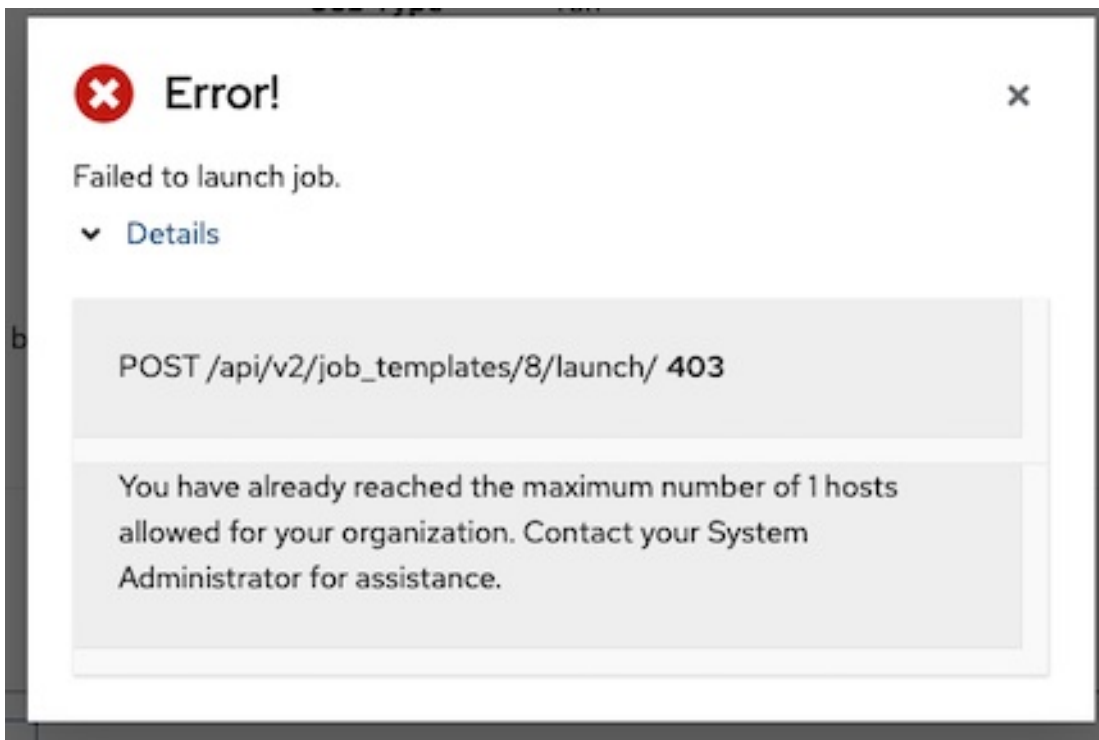 Error!
Failed to launch job.
Details
b
POST /api/v2/job_templates/8/launch/ 403
You have already reached the maximum number of 1 hosts
allowed for your organization. Contact your System
Administrator for assistance.